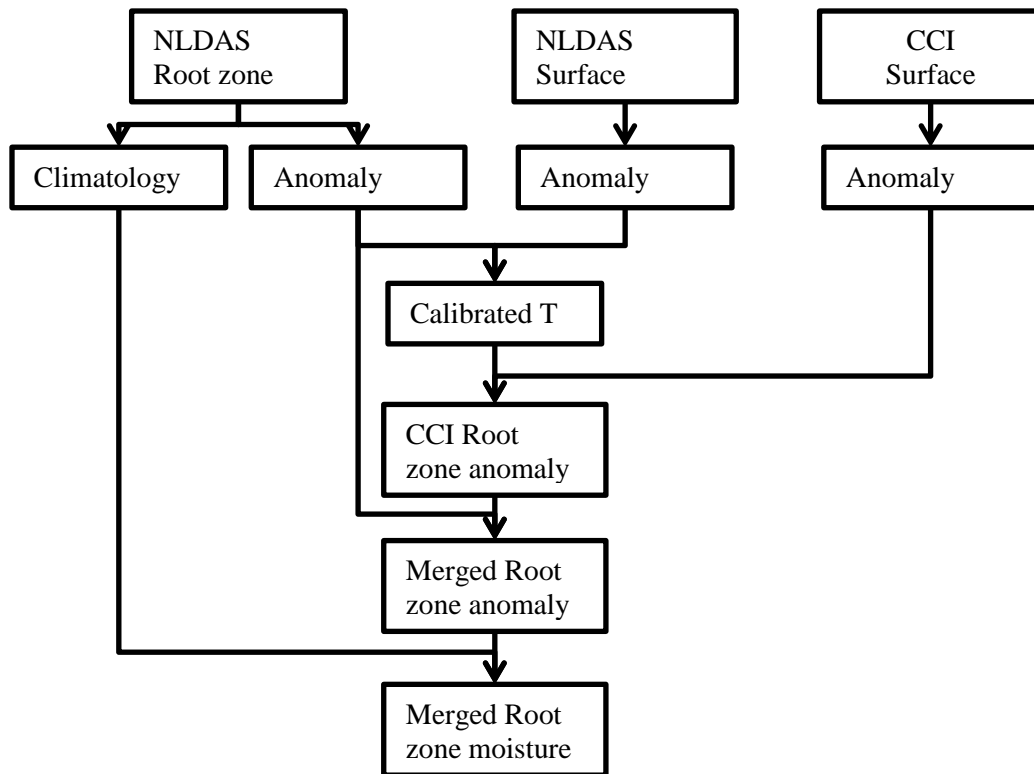 NLDAS
Root zone
NLDAS
Surface
CCI
Surface
Climatology
Anomaly
Anomaly
Anomaly
Calibrated T
CCI Root
zone anomaly
Merged Root
zone anomaly
Merged Root
zone moisture